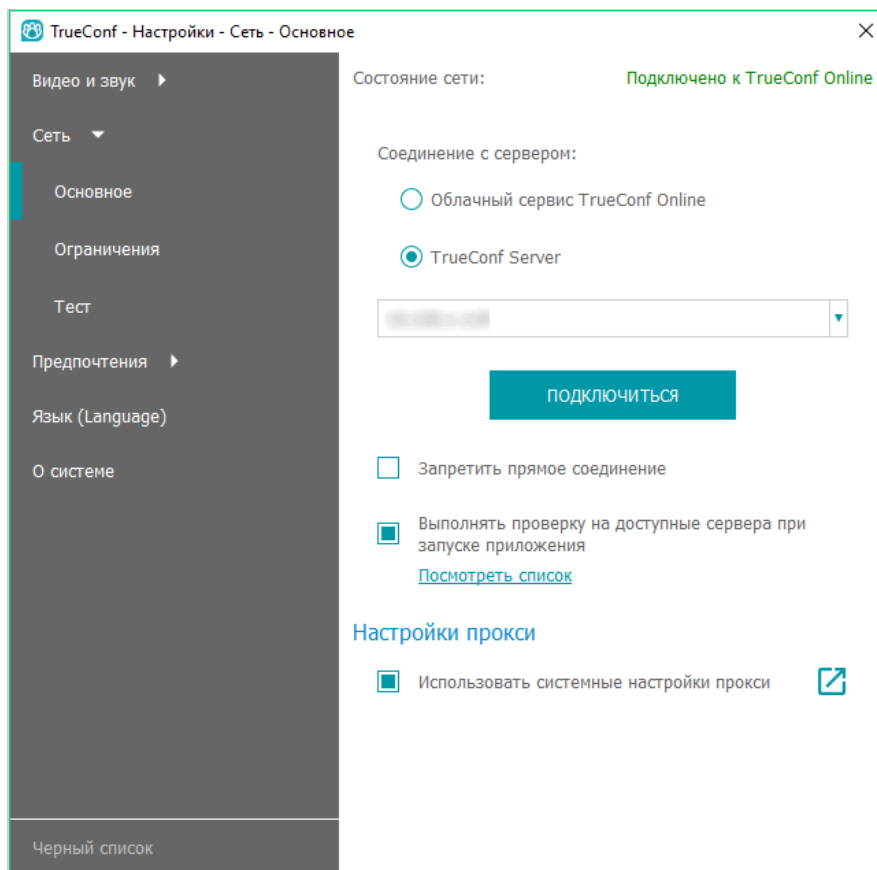 TrueConf - Настройки - Сеть - Основное
Видео и звук
Сеть
Основное
Ограничения
Тест
Предпочтения
Язык (Language)
О системе
Черный список
Состояние сети:
Подключено к TrueConf Online
Соединение с сервером:
Облачный сервис TrueConf Online
TrueConf Server
ПОДКЛЮЧИТЬСЯ
Запретить прямое соединение
Выполнять проверку на доступные сервера при
запуске приложения
Посмотреть список
Настройки прокси
Использовать системные настройки прокси